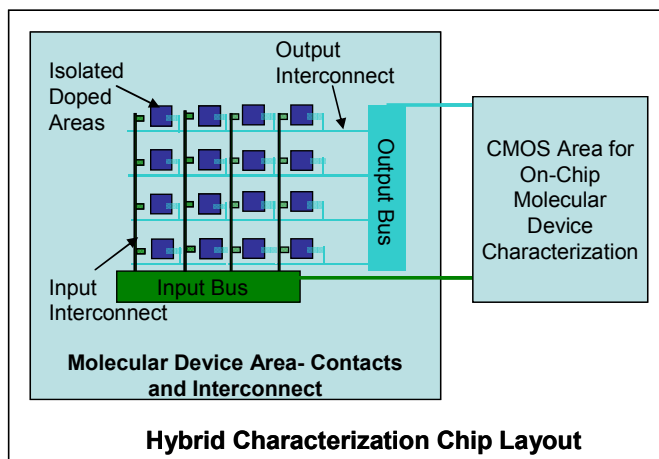 Isolated
Doped
Areas
Output
Interconnect
Output Bus
CMOS Area for
On-Chip
Molecular
Device
Characterization
Input
Interconnect
Input Bus
Molecular Device Area- Contacts
and Interconnect
Hybrid Characterization Chip Layout